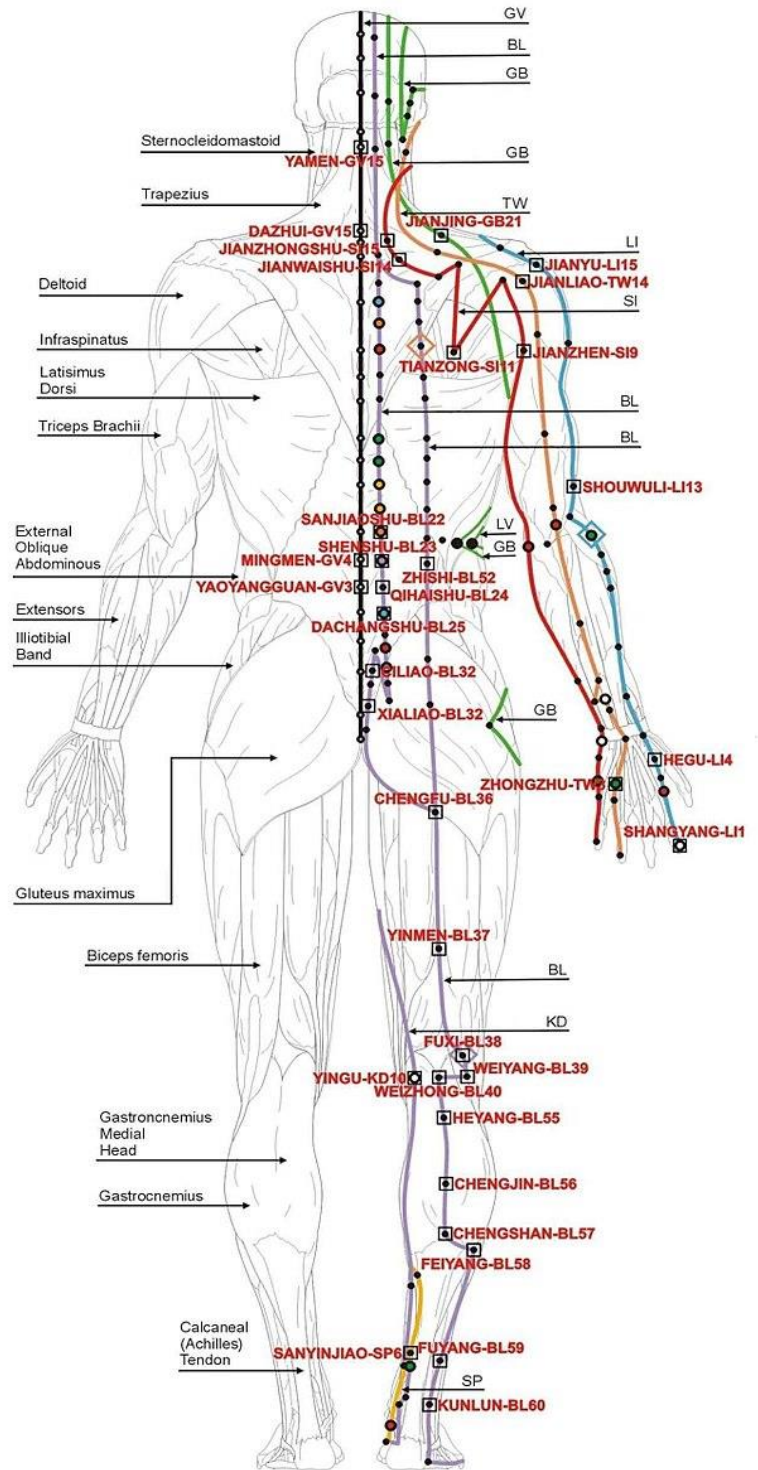 GV
BL
GB
Sternocleidomastoid
YAMEN-GV15
GB
Trapezius
TW
JIANJING-GB21
DAZHUI-GV15
JIANZHONGSHU-SI15
LI
JIANWAISHU-SI14
JIANYU-LI15
JIANLIAO-TW14
Deltoid
SI
Infraspinatus
TIANZONG-SI11
JIANZHEN-SI9
Latisimus
Dorsi
BL
Triceps Brachii
BL
SHOUWULI-LI13
SANJIAOSHU-BL22
LV
External
Oblique
Abdominous
SHENSHU-BL23
GB
MINGMEN-GV4
ZHISHI-BL52
YAOYANGGUAN-GV3
QIHAISHU-BL24
Extensors
DACHANGSHU-BL25
Illiotibial
Band
CILIAO-BL32
XIALIAO-BL32
GB
HEGU-LI4
ZHONGZHU-TW3
CHENGFU-BL36
SHANGYANG-LI1
Gluteus maximus
YINMEN-BL37
Biceps femoris
BL
KD
FUXI-BL38
WEIYANG-BL39
YINGU-KD10
WEIZHONG-BL40
HEYANG-BL55
Gastroncnemius
Medial
Head
CHENGJIN-BL56
Gastrocnemius
CHENGSHAN-BL57
FEIYANG-BL58
Calcaneal
(Achilles)
Tendon
SANYINJIAO-SP6
FUYANG-BL59
SP
KUNLUN-BL60